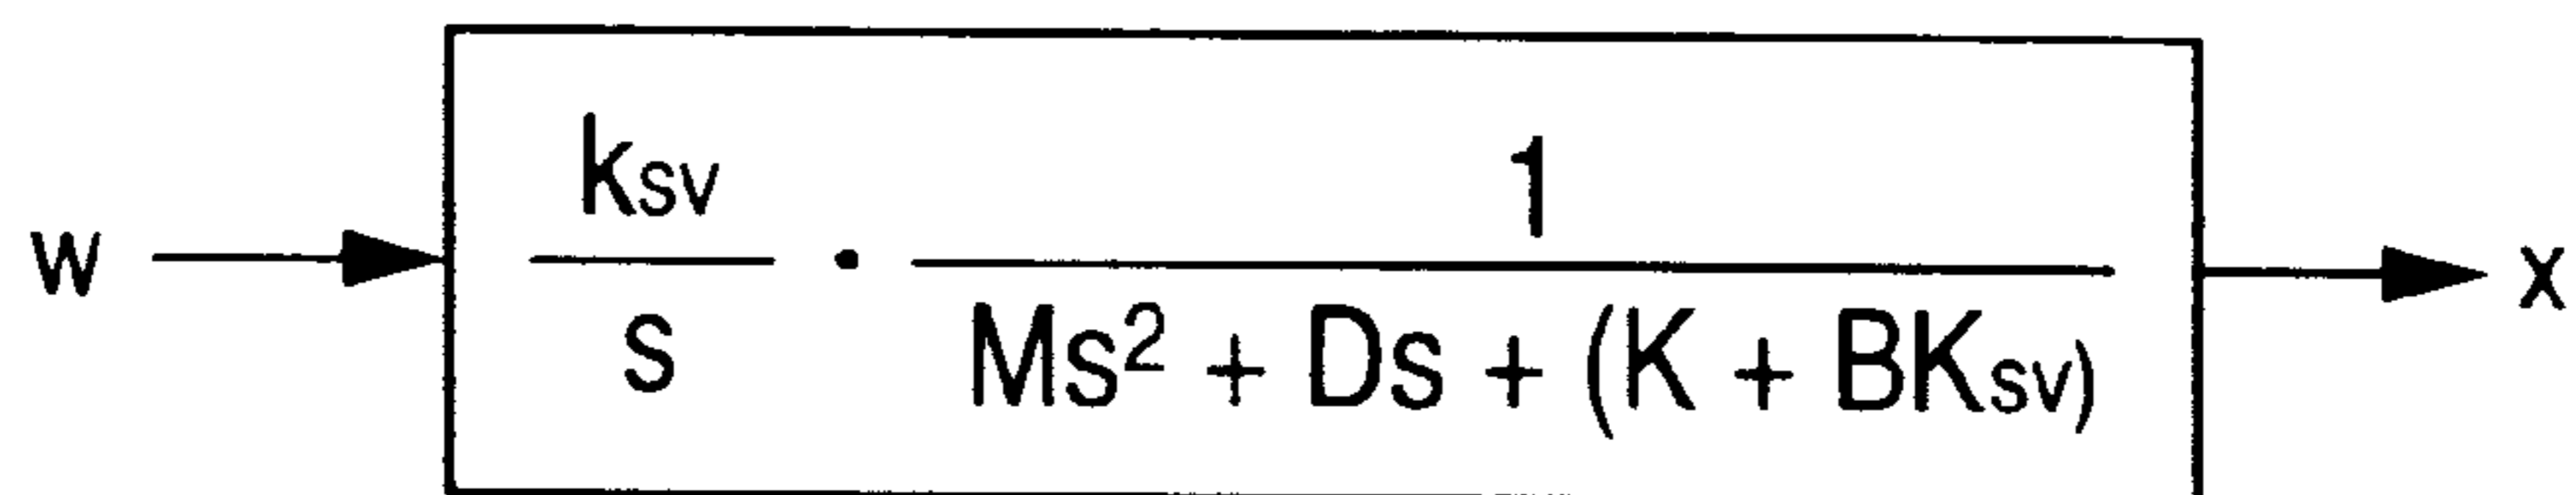 w
ksv / s · 1 / (Ms² + Ds + (K + BKsv))
x